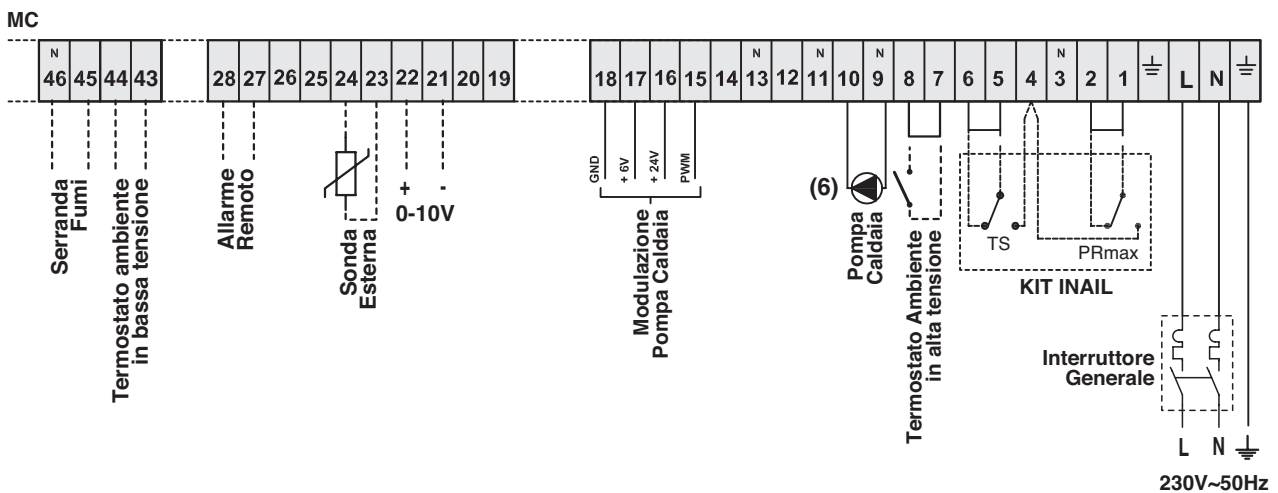 MC
N N N N N
46 45 44 43 28 27 26 25 24 23 22 21 20 19 18 17 16 15 14 13 12 11 10 9 8 7 6 5 4 3 2 1 L N
Serranda
Fumi
Termostato ambiente
in bassa tensione
Allarme
Remoto
Sonda
Esterna
+ -
0-10V
GND
+ 6V
+ 24V
PWM
Modulazione
Pompa Caldaia
(6)
Pompa
Caldaia
Termostato Ambiente
in alta tensione
TS
PRmax
KIT INAIL
Interruttore
Generale
L N
230V~50Hz